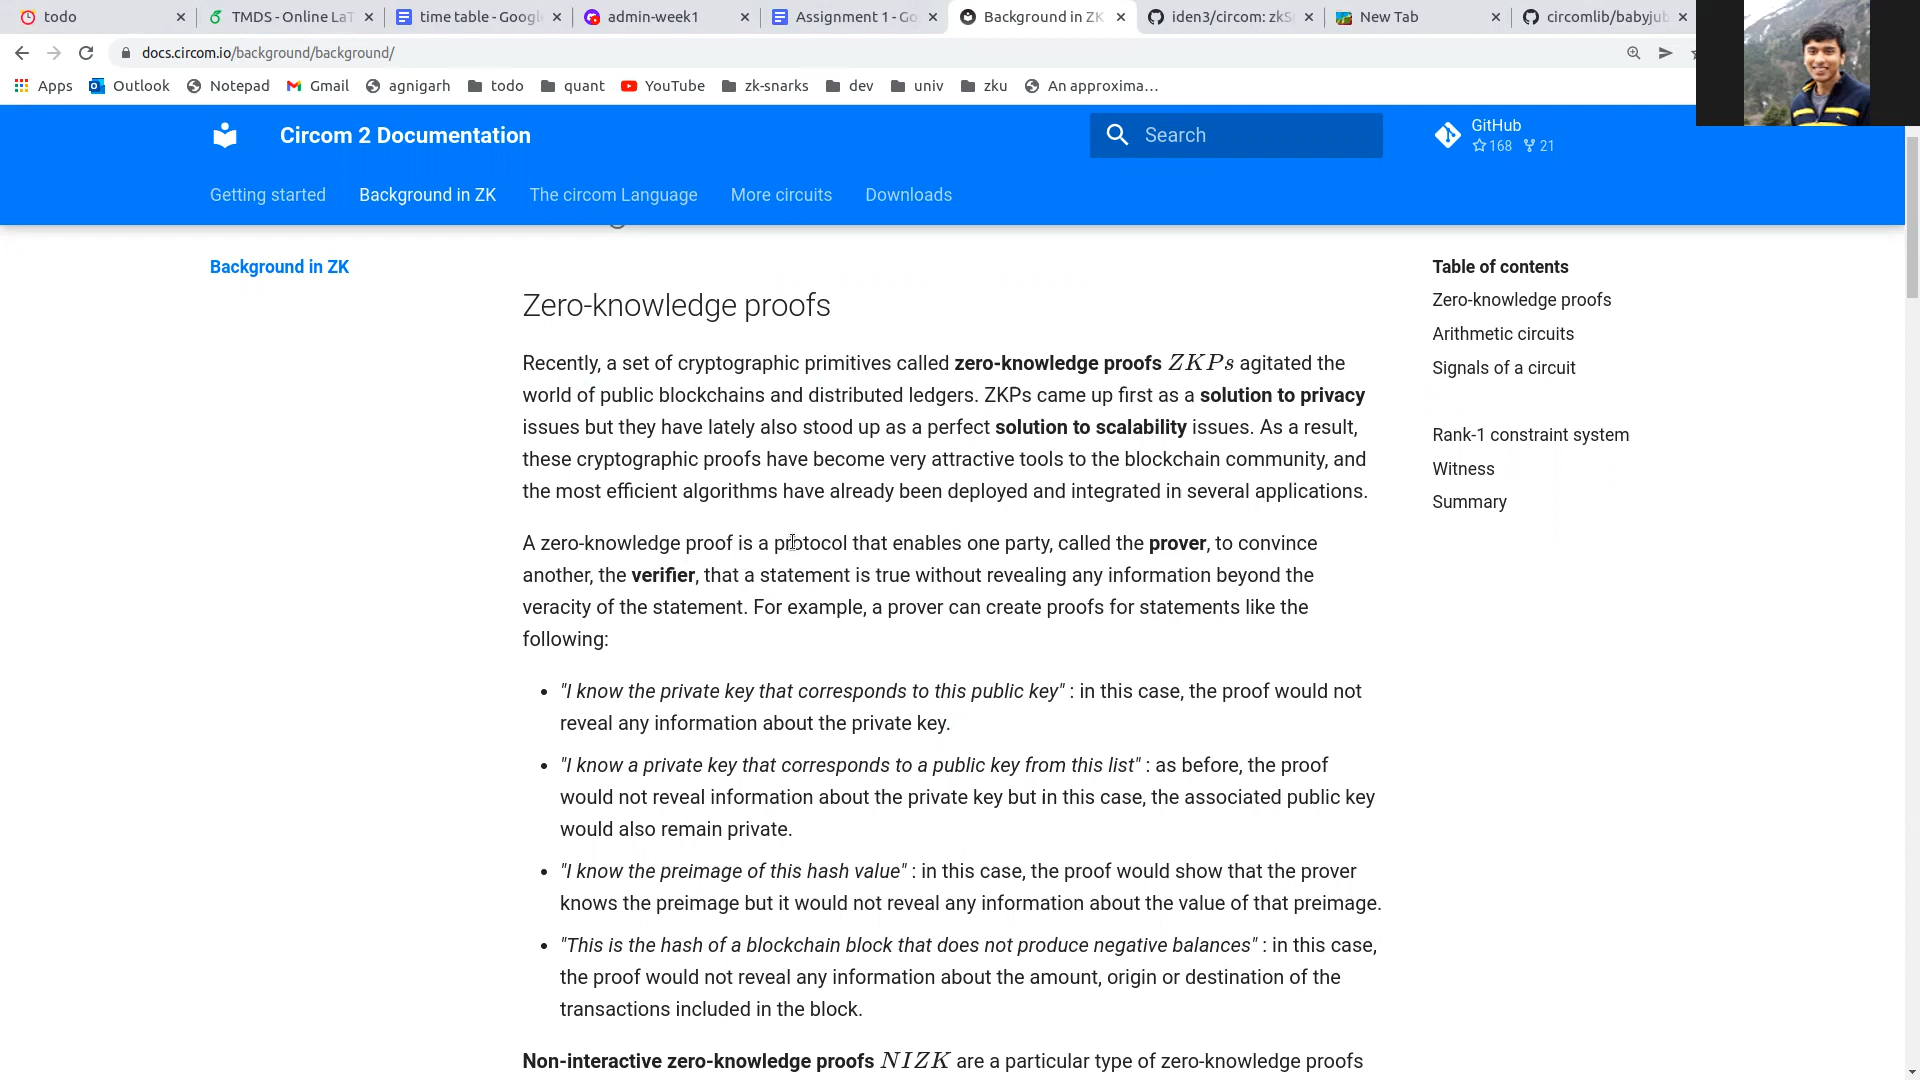 todo
TMDS - Online LaT
time table - Googl
admin-week1
Assignment 1 - Go
Background in ZK
iden3/circom: zkS
New Tab
circomlib/babyjub
docs.circom.io/background/background/
Apps
Outlook
Notepad
Gmail
agnigarh
todo
quant
YouTube
zk-snarks
dev
univ
zku
An approxima...
Circom 2 Documentation
Search
GitHub
168 21
Getting started
Background in ZK
The circom Language
More circuits
Downloads
Background in ZK
Zero-knowledge proofs
Recently, a set of cryptographic primitives called zero-knowledge proofs ZKPs agitated the
world of public blockchains and distributed ledgers. ZKPs came up first as a solution to privacy
issues but they have lately also stood up as a perfect solution to scalability issues. As a result,
these cryptographic proofs have become very attractive tools to the blockchain community, and
the most efficient algorithms have already been deployed and integrated in several applications.
A zero-knowledge proof is a protocol that enables one party, called the prover, to convince
another, the verifier, that a statement is true without revealing any information beyond the
veracity of the statement. For example, a prover can create proofs for statements like the
following:
• "I know the private key that corresponds to this public key" : in this case, the proof would not
reveal any information about the private key.
• "I know a private key that corresponds to a public key from this list" : as before, the proof
would not reveal information about the private key but in this case, the associated public key
would also remain private.
• "I know the preimage of this hash value" : in this case, the proof would show that the prover
knows the preimage but it would not reveal any information about the value of that preimage.
• "This is the hash of a blockchain block that does not produce negative balances" : in this case,
the proof would not reveal any information about the amount, origin or destination of the
transactions included in the block.
Non-interactive zero-knowledge proofs NIZK are a particular type of zero-knowledge proofs
Table of contents
Zero-knowledge proofs
Arithmetic circuits
Signals of a circuit
Rank-1 constraint system
Witness
Summary